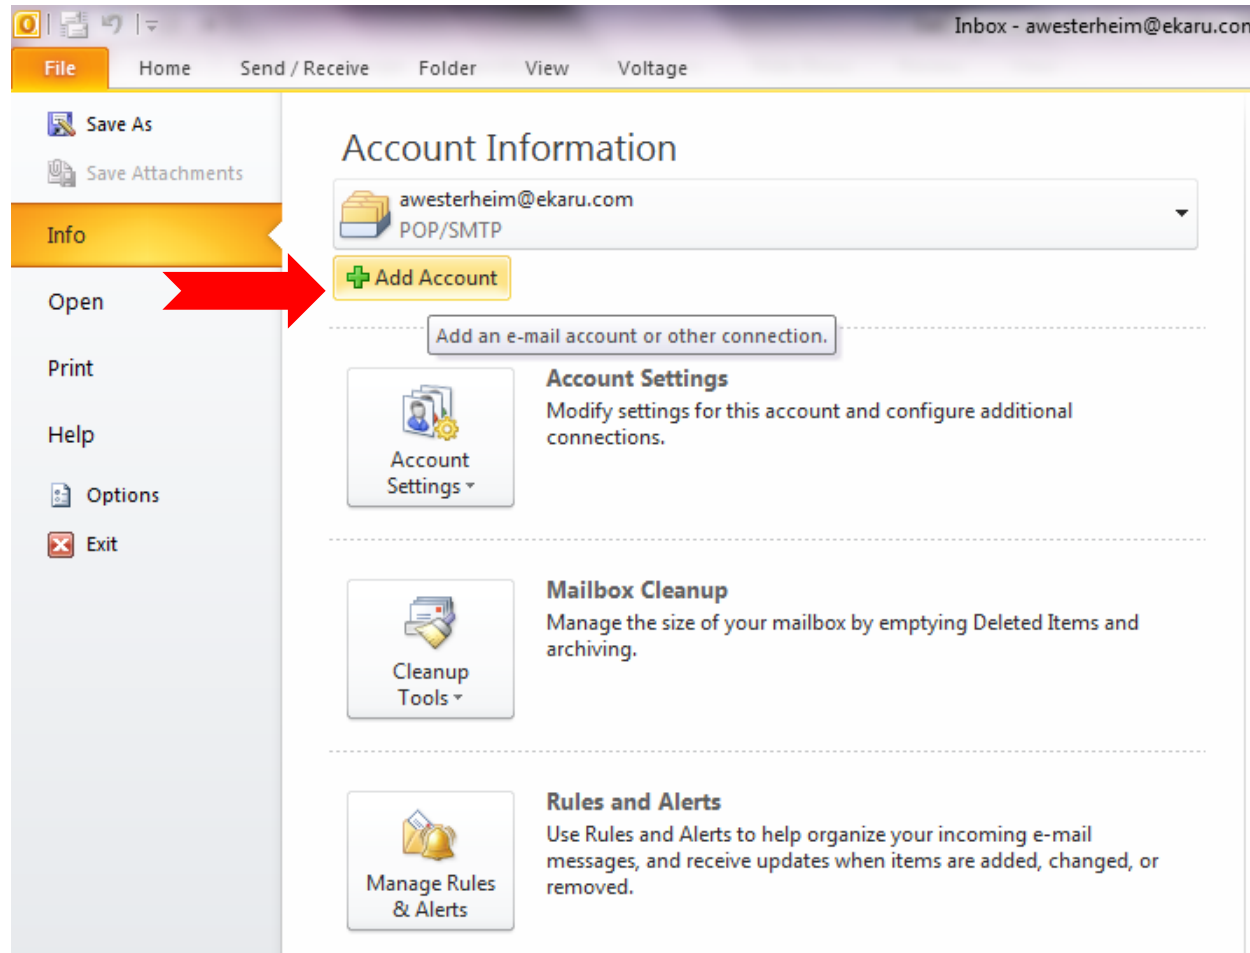 Inbox - awesterheim@ekaru.con
File Home Send / Receive Folder View Voltage
Save As
Save Attachments
Info
Open
Print
Help
Options
Exit
Account Information
awesterheim@ekaru.com
POP/SMTP
Add Account
Add an e-mail account or other connection.
Account
Settings
Account Settings
Modify settings for this account and configure additional
connections.
Cleanup
Tools
Mailbox Cleanup
Manage the size of your mailbox by emptying Deleted Items and
archiving.
Manage Rules
& Alerts
Rules and Alerts
Use Rules and Alerts to help organize your incoming e-mail
messages, and receive updates when items are added, changed, or
removed.